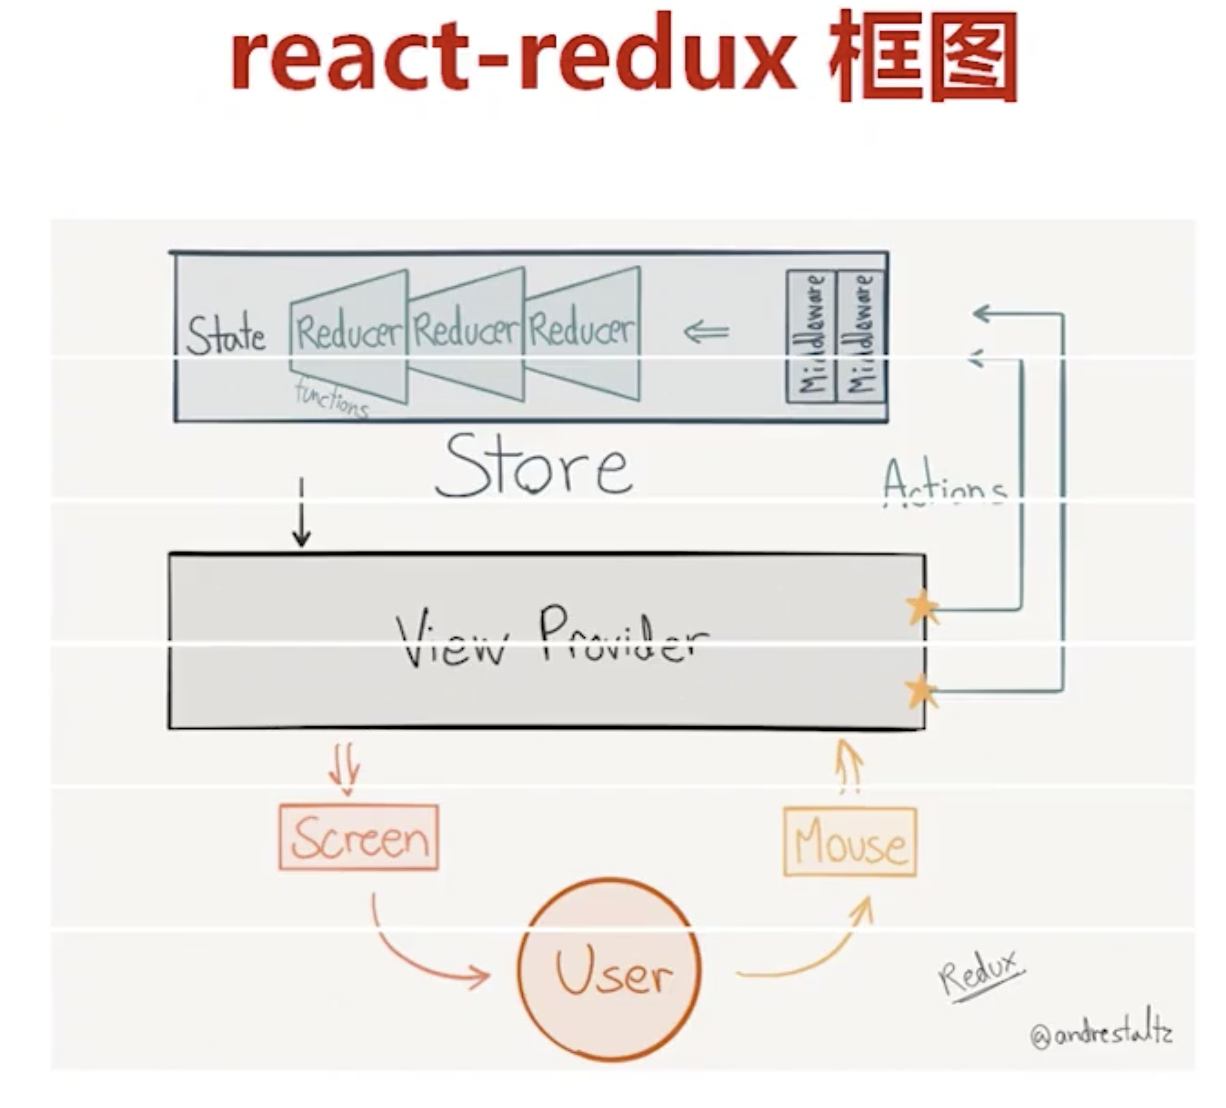 react-redux 框图
State
Reducer
Reducer
Reducer
functions
Middleware
Middleware
Store
Actions
View Provider
Screen
Mouse
User
Redux
@andrestaltz